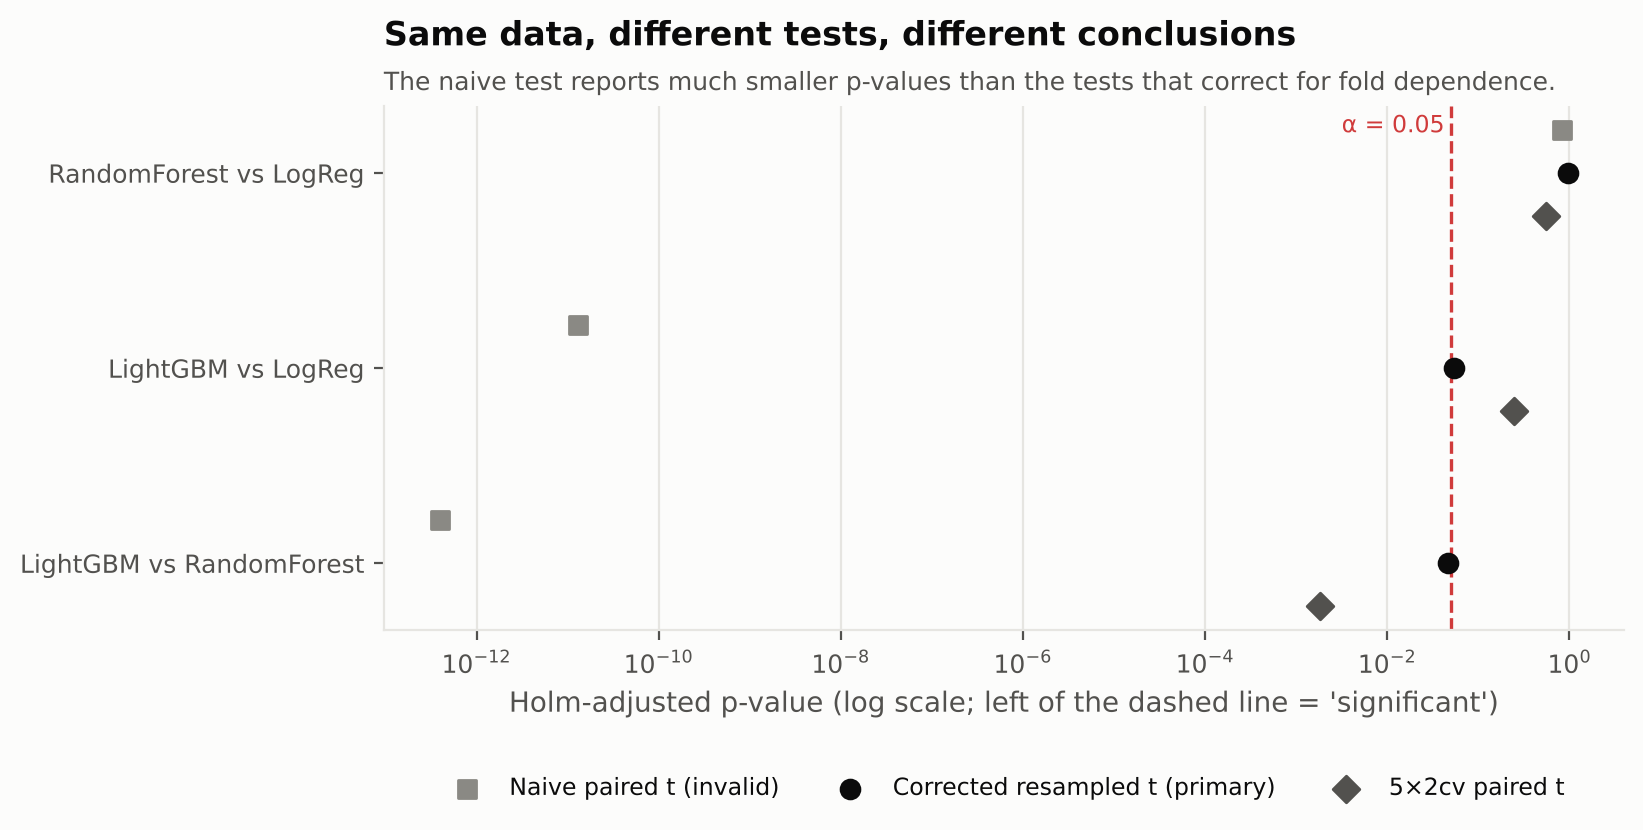 Same data, different tests, different conclusions
The naive test reports much smaller p-values than the tests that correct for fold dependence.
α = 0.05
RandomForest vs LogReg
LightGBM vs LogReg
LightGBM vs RandomForest
10⁻¹² 10⁻¹⁰ 10⁻⁸ 10⁻⁶ 10⁻⁴ 10⁻² 10⁰
Holm-adjusted p-value (log scale; left of the dashed line = 'significant')
Naive paired t (invalid) Corrected resampled t (primary) 5×2cv paired t